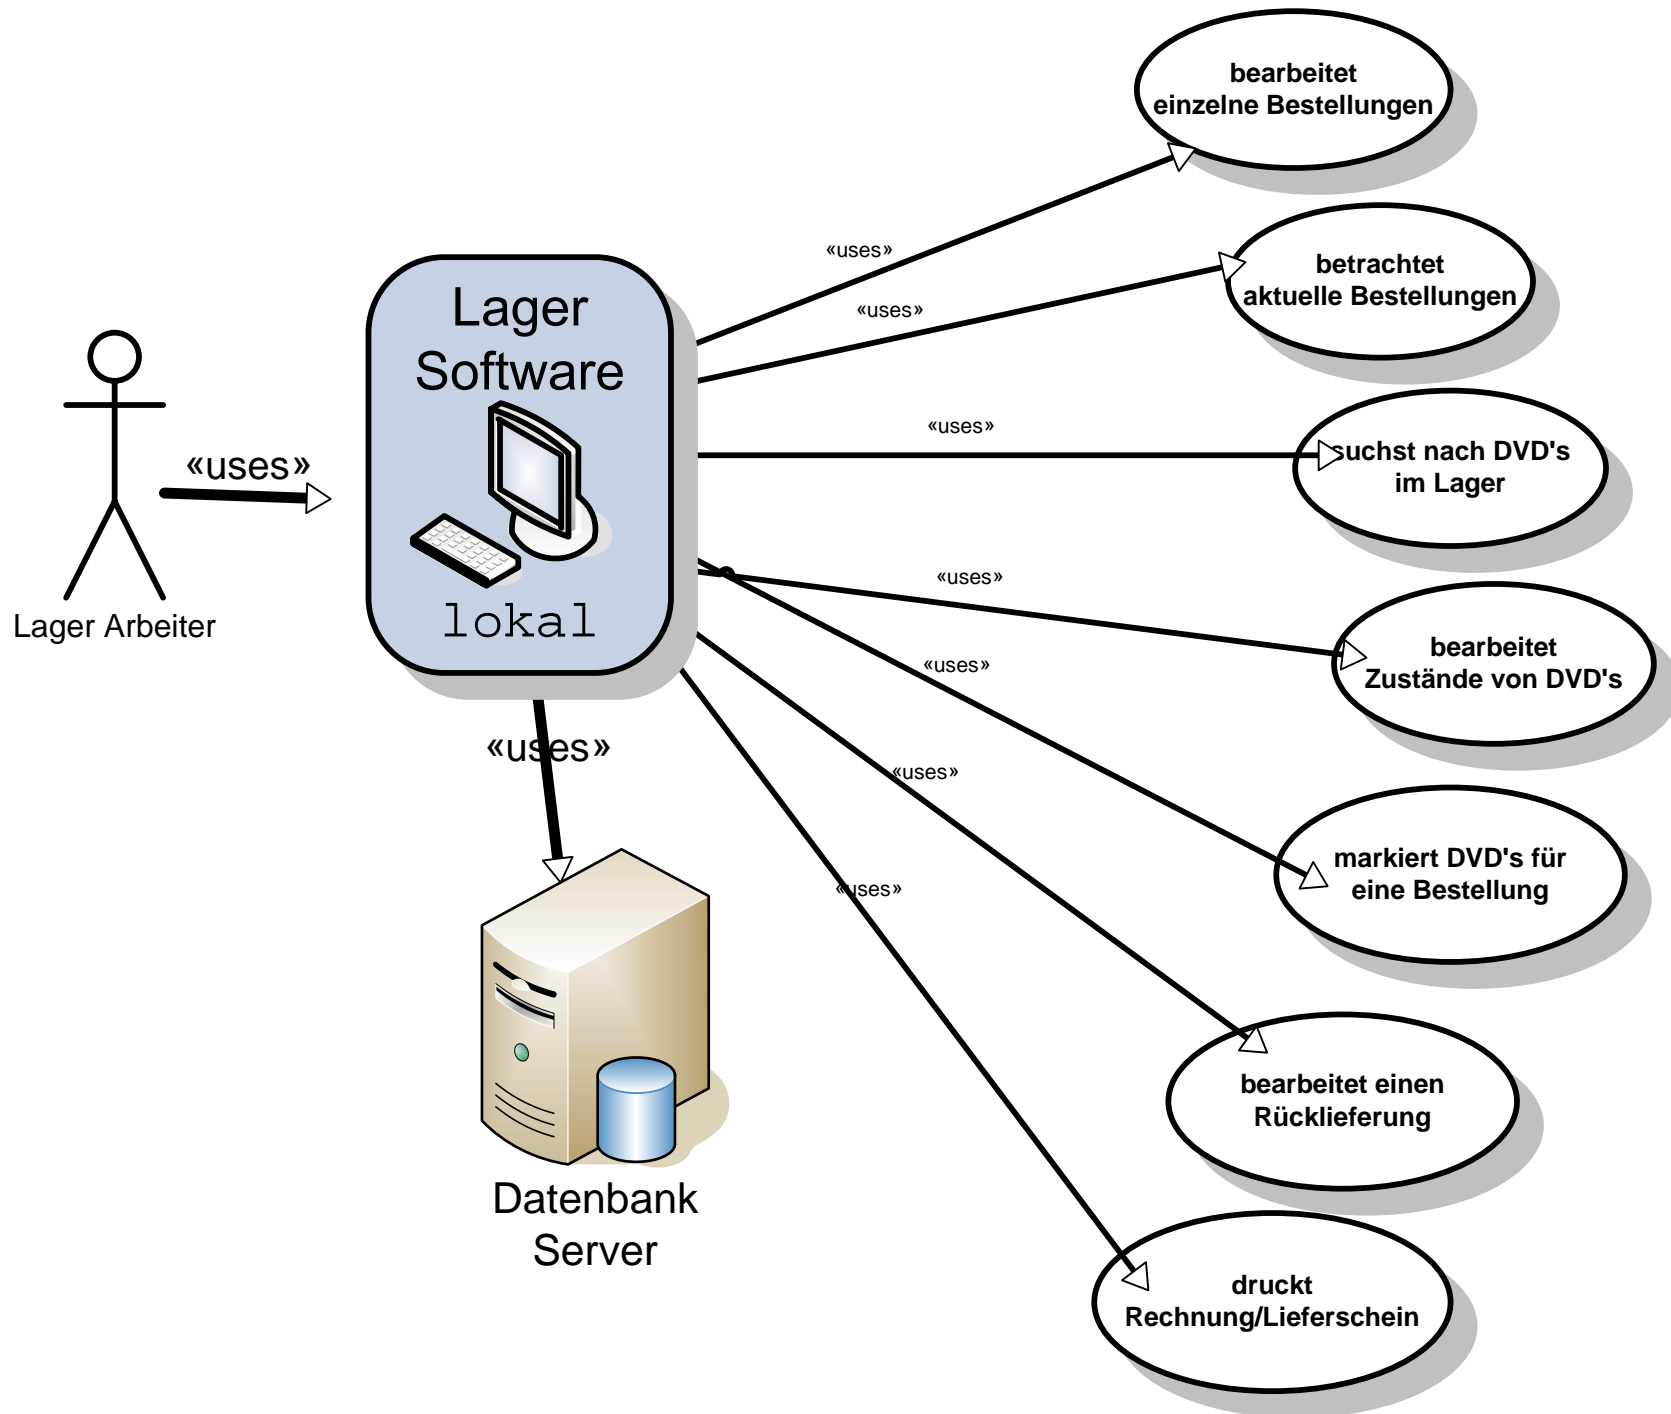 bearbeitet
einzelne Bestellungen
«uses»
betrachtet
aktuelle Bestellungen
«uses»
Lager
Software
lokal
«uses»
Lager Arbeiter
«uses»
suchst nach DVD's
im Lager
«uses»
bearbeitet
Zustände von DVD's
«uses»
«uses»
«uses»
markiert DVD's für
eine Bestellung
«uses»
bearbeitet einen
Rücklieferung
Datenbank
Server
druckt
Rechnung/Lieferschein